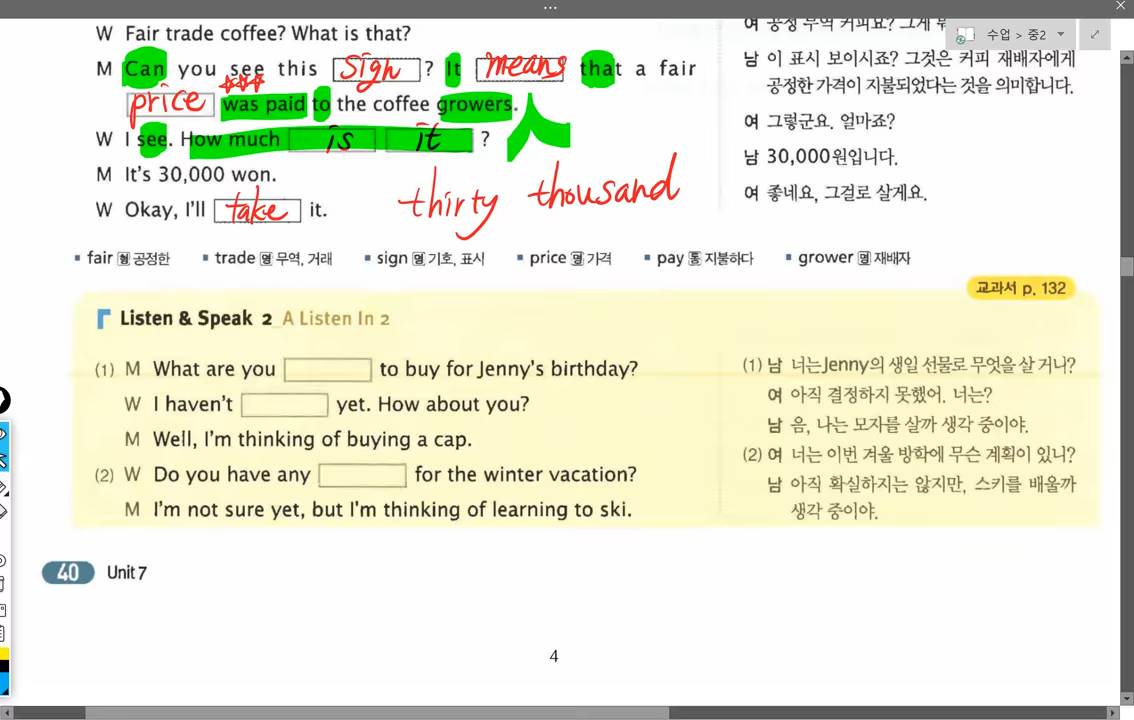 W Fair trade coffee? What is that?
여 공정 무역 커피요? 그게
수업 > 중2
M Can you see this sign ? It means that a fair
남 이 표시 보이시죠? 그것은 커피 재배자에게
price was paid to the coffee growers.
공정한 가격이 지불되었다는 것을 의미합니다.
W I see. How much is it ?
여 그렇군요. 얼마죠?
M It's 30,000 won.
남 30,000원입니다.
thirty thousand
W Okay, I'll take it.
여 좋네요, 그걸로 살게요.
▪ fair 형 공정한 ▪ trade 명 무역, 거래 ▪ sign 명 기호, 표시 ▪ price 명 가격 ▪ pay 동 지불하다 ▪ grower 명 재배자
교과서 p. 132
Listen & Speak 2 A Listen In 2
(1) M What are you to buy for Jenny's birthday?
W I haven't yet. How about you?
M Well, I'm thinking of buying a cap.
(2) W Do you have any for the winter vacation?
M I'm not sure yet, but I'm thinking of learning to ski.
(1) 남 너는 Jenny의 생일 선물로 무엇을 살 거니?
여 아직 결정하지 못했어. 너는?
남 음, 나는 모자를 살까 생각 중이야.
(2) 여 너는 이번 겨울 방학에 무슨 계획이 있니?
남 아직 확실하지는 않지만, 스키를 배울까
생각 중이야.
40 Unit 7
4